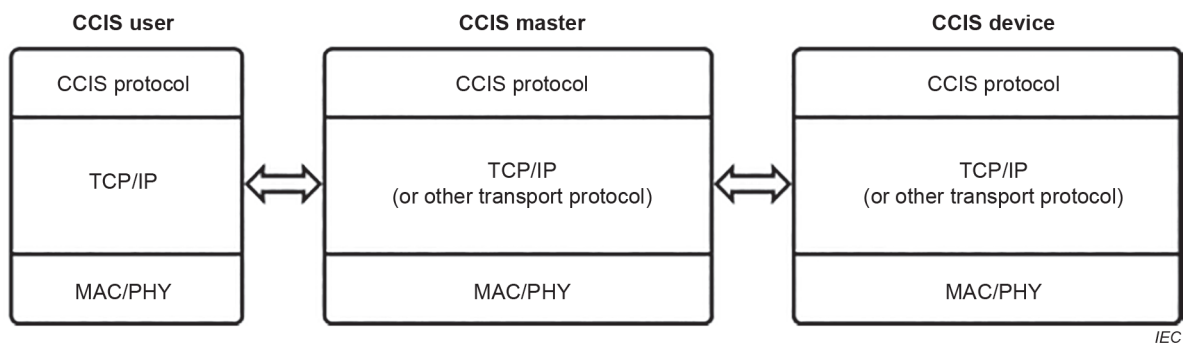 CCIS user
CCIS protocol
TCP/IP
MAC/PHY
CCIS master
CCIS protocol
TCP/IP
(or other transport protocol)
MAC/PHY
CCIS device
CCIS protocol
TCP/IP
(or other transport protocol)
MAC/PHY
IEC